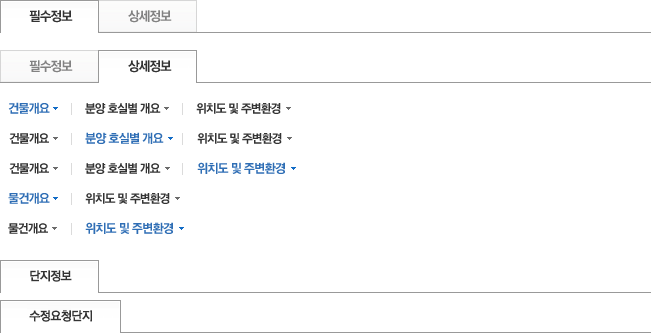 필수정보 상세정보
필수정보 상세정보
건물개요 분양 호실별 개요 위치도 및 주변환경
건물개요 분양 호실별 개요 위치도 및 주변환경
건물개요 분양 호실별 개요 위치도 및 주변환경
물건개요 위치도 및 주변환경
물건개요 위치도 및 주변환경
단지정보
수정요청단지